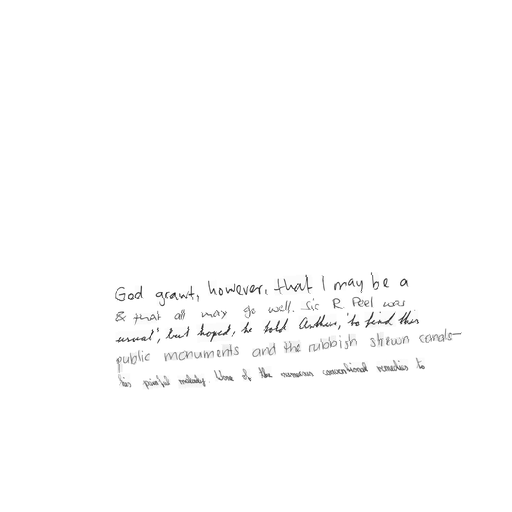 God grant, however, that I may be a
& that all may go well. Sir R Peel was
usual', but hoped, he told Arthur, 'to find this
public monuments and the rubbish strewn canals-
his painful malady. None of the numerous conventional remedies to